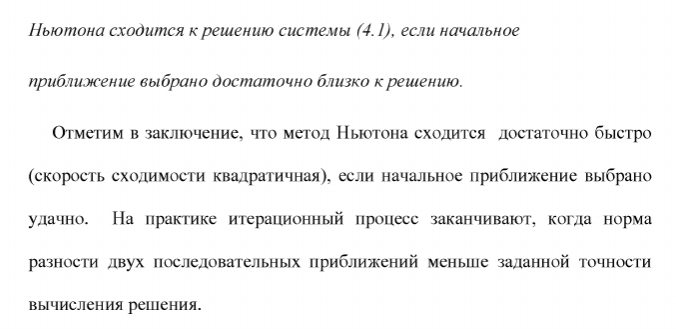 Ньютона сходится к решению системы (4.1), если начальное
приближение выбрано достаточно близко к решению.
Отметим в заключение, что метод Ньютона сходится достаточно быстро
(скорость сходимости квадратичная), если начальное приближение выбрано
удачно. На практике итерационный процесс заканчивают, когда норма
разности двух последовательных приближений меньше заданной точности
вычисления решения.